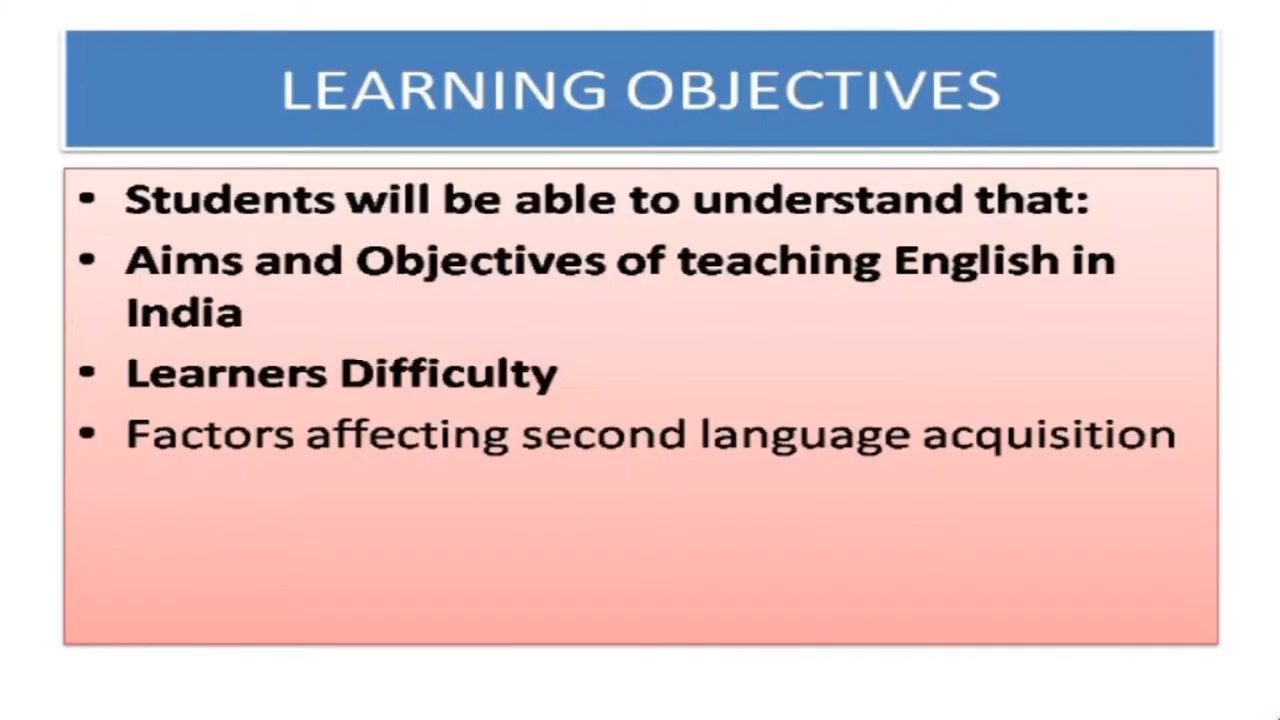 LEARNING OBJECTIVES
• Students will be able to understand that:
• Aims and Objectives of teaching English in
India
• Learners Difficulty
• Factors affecting second language acquisition